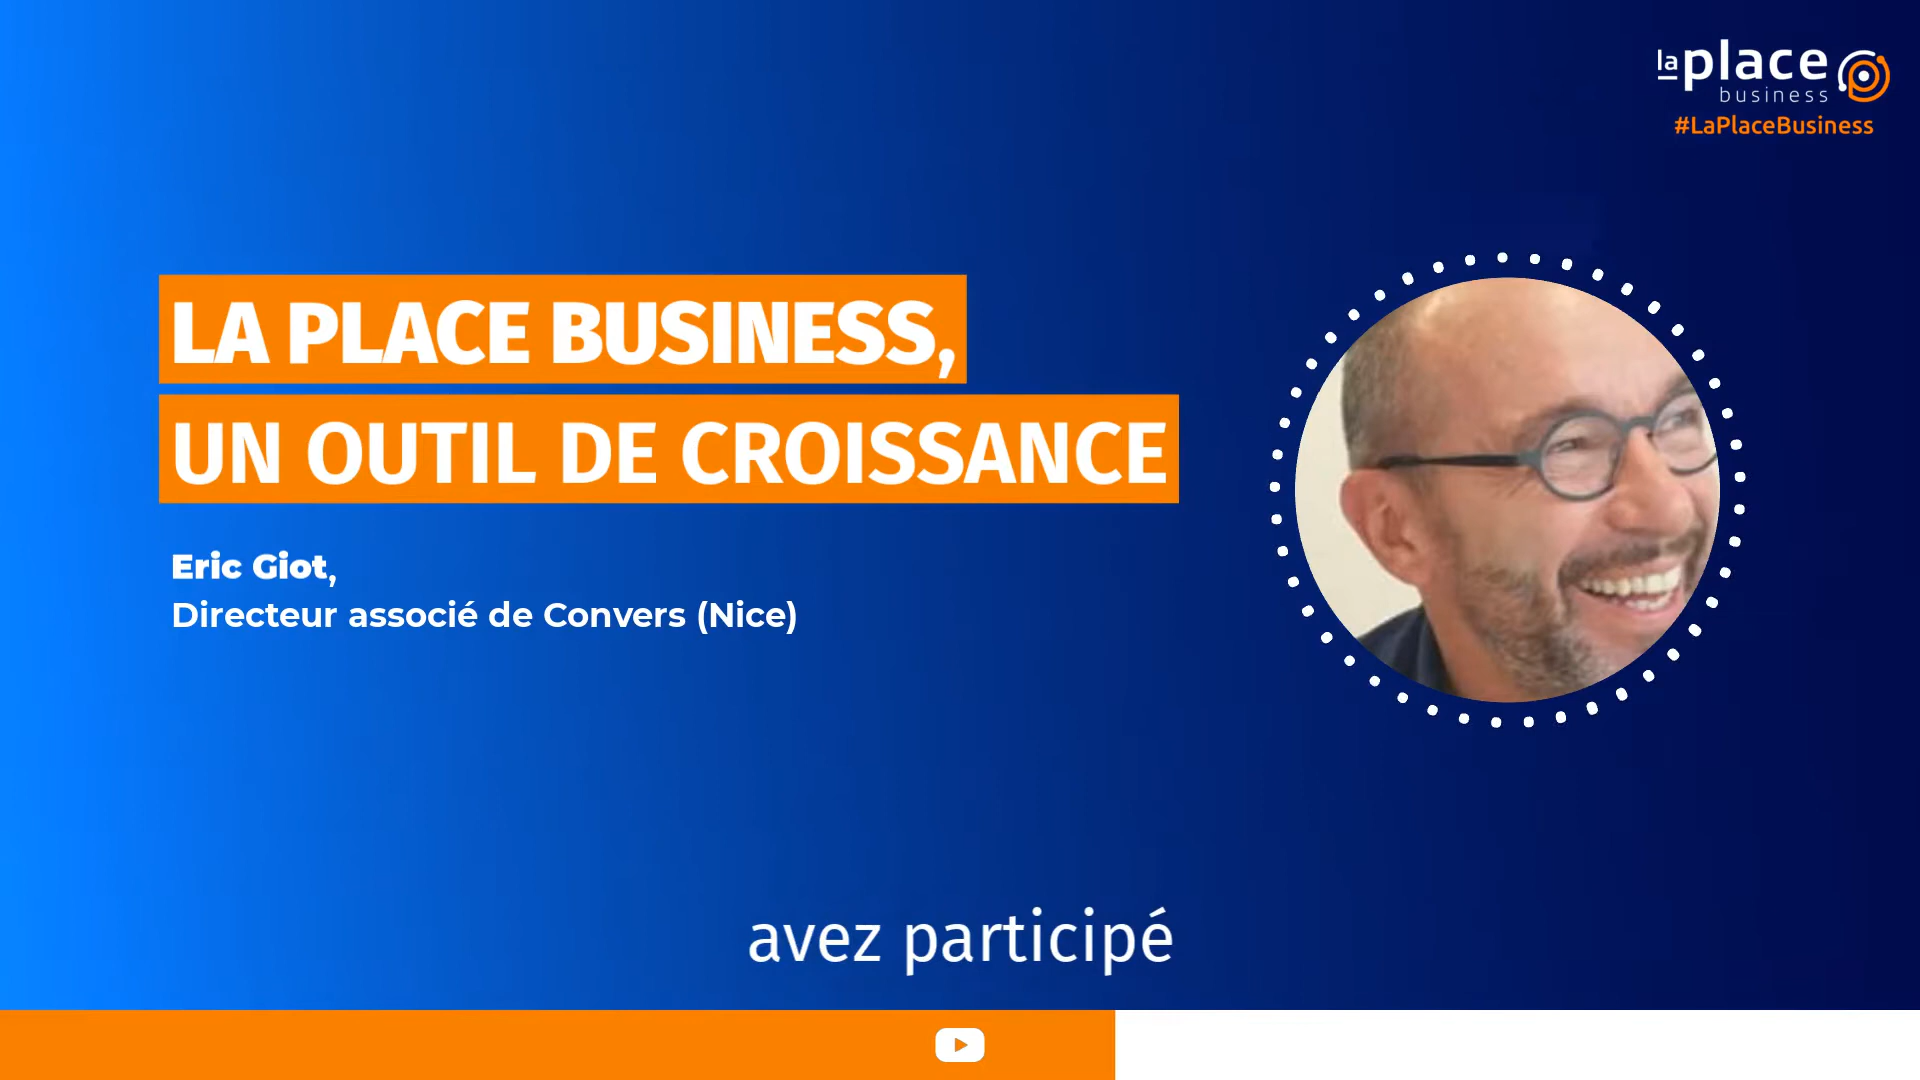 la place
business
#LaPlaceBusiness
LA PLACE BUSINESS,
UN OUTIL DE CROISSANCE
Eric Giot,
Directeur associé de Convers (Nice)
avez participé